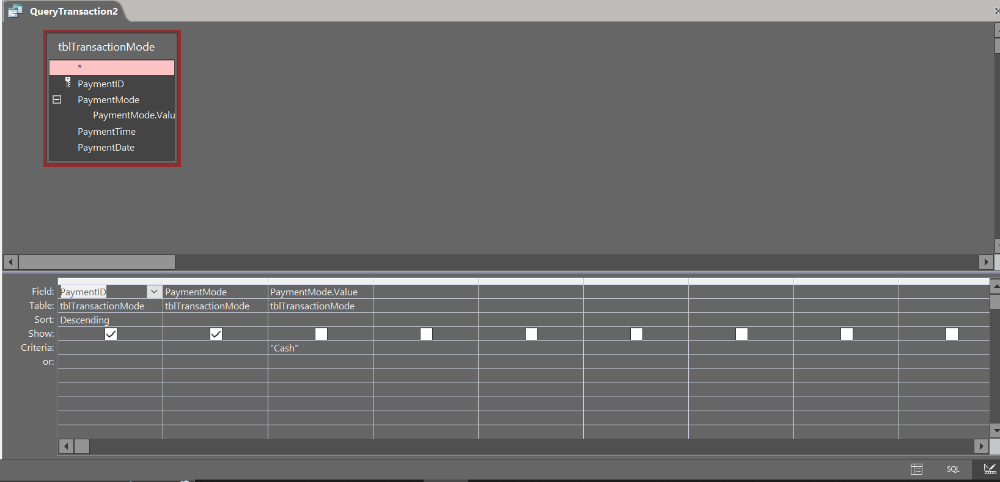 QueryTransaction2
tblTransactionMode
*
PaymentID
PaymentMode
PaymentMode.Valu
PaymentTime
PaymentDate
Field: PaymentID PaymentMode PaymentMode.Value
Table: tblTransactionMode tblTransactionMode tblTransactionMode
Sort: Descending
Show:
Criteria: "Cash"
or:
SQL